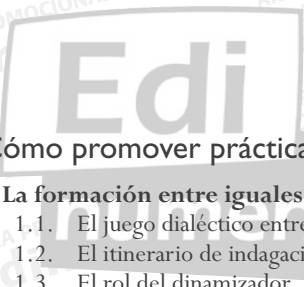 Edi
Cómo promover práctica
La formación entre iguales
1.1. El juego dialéctico entre
1.2. El itinerario de indagaci
1.3. El rol del dinamizador